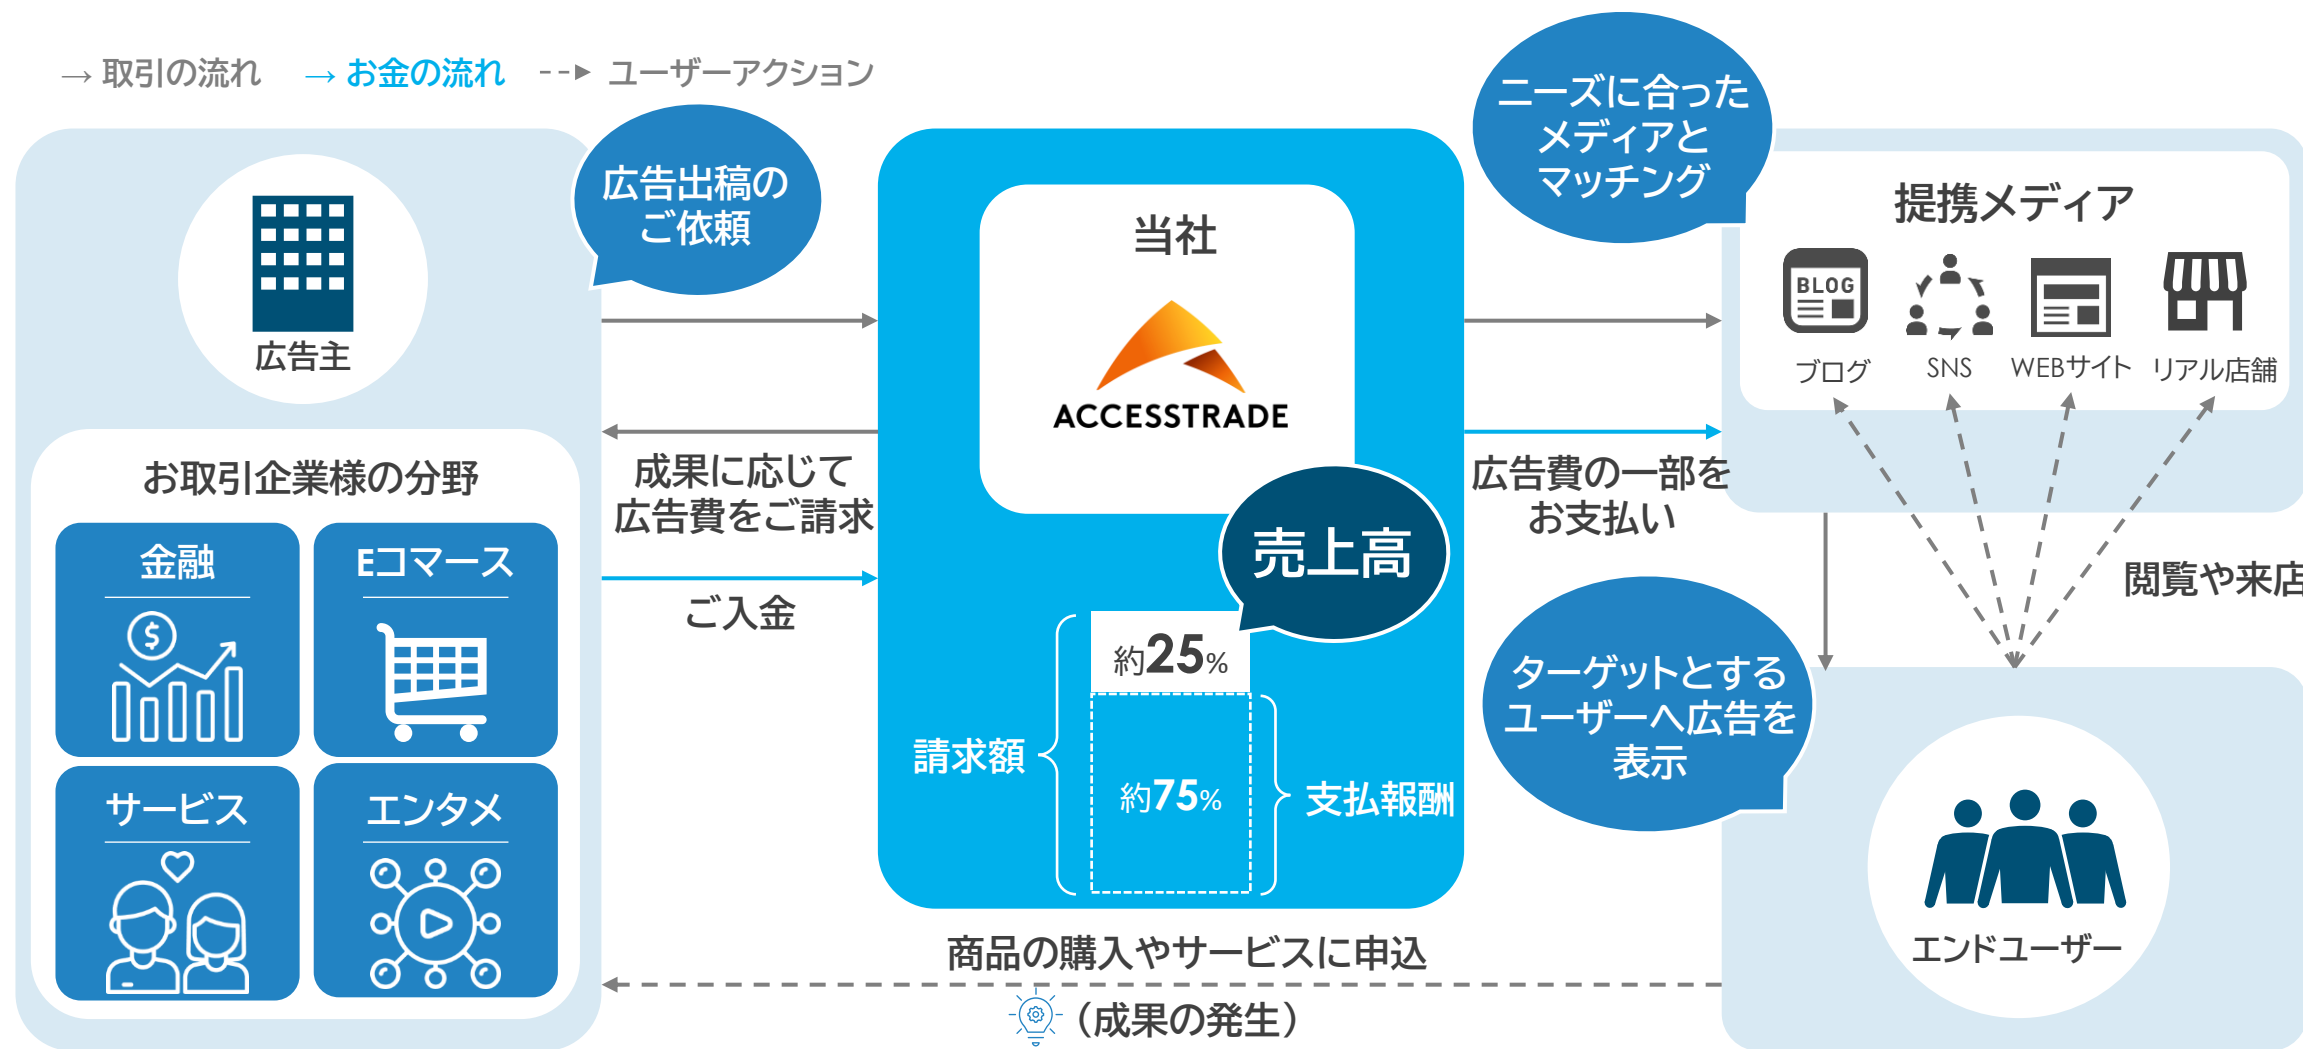 → 取引の流れ
→ お金の流れ
ユーザーアクション
広告出稿の
ご依頼
ニーズに合った
メディアと
マッチング
広告主
当社
ACCESSTRADE
提携メディア
BLOG
ブログ
SNS
WEBサイト
リアル店舗
お取引企業様の分野
金融
$
Eコマース
サービス
エンタメ
成果に応じて
広告費をご請求
ご入金
売上高
約25%
請求額
約75%
支払報酬
広告費の一部を
お支払い
閲覧や来店
ターゲットとする
ユーザーへ広告を
表示
エンドユーザー
商品の購入やサービスに申込
（成果の発生）